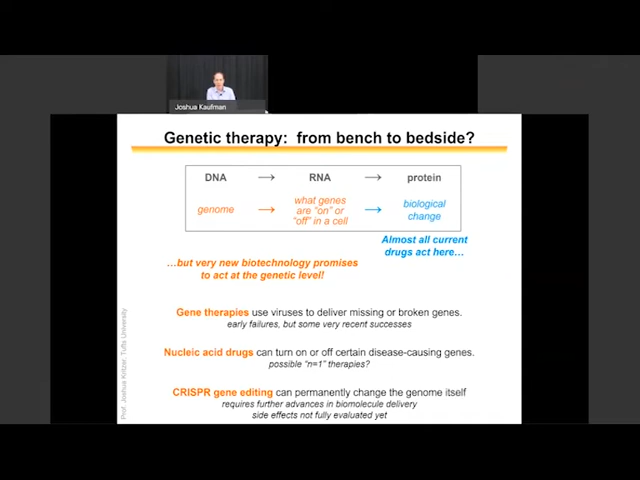 Joshua Kaufman
Genetic therapy: from bench to bedside?
DNA → RNA → protein
genome → what genes are "on" or "off" in a cell → biological change
Almost all current
drugs act here…
…but very new biotechnology promises
to act at the genetic level!
Gene therapies use viruses to deliver missing or broken genes.
early failures, but some very recent successes
Nucleic acid drugs can turn on or off certain disease-causing genes.
possible "n=1" therapies?
CRISPR gene editing can permanently change the genome itself
requires further advances in biomolecule delivery
side effects not fully evaluated yet
Prof. Joshua Kritzer, Tufts University